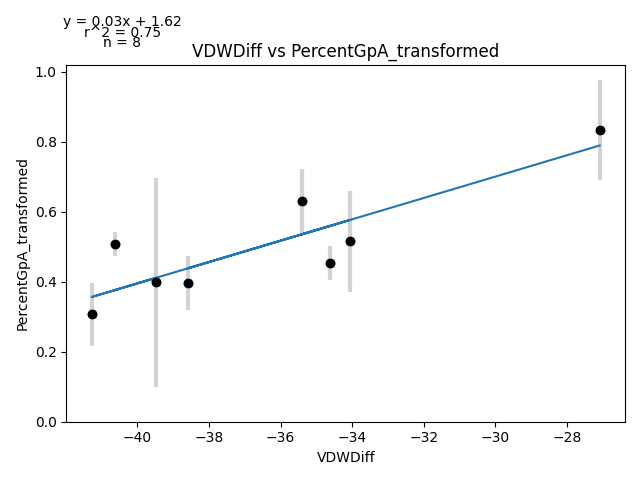 y = 0.03x + 1.62
r^2 = 0.75
n = 8
VDWDiff vs PercentGpA_transformed
1.0
0.8
0.6
0.4
0.2
0.0
PercentGpA_transformed
−40
−38
−36
−34
−32
−30
−28
VDWDiff